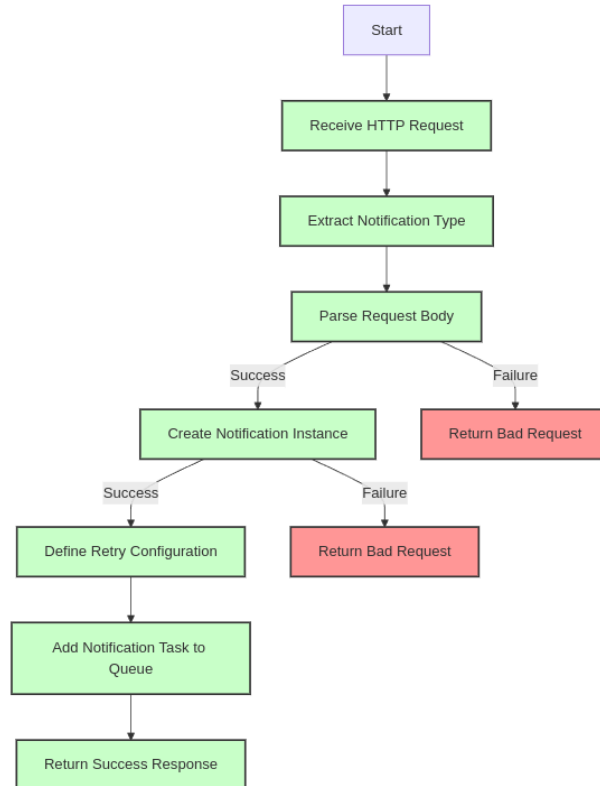 Start
Receive HTTP Request
Extract Notification Type
Parse Request Body
Success
Failure
Create Notification Instance
Return Bad Request
Success
Failure
Define Retry Configuration
Return Bad Request
Add Notification Task to
Queue
Return Success Response